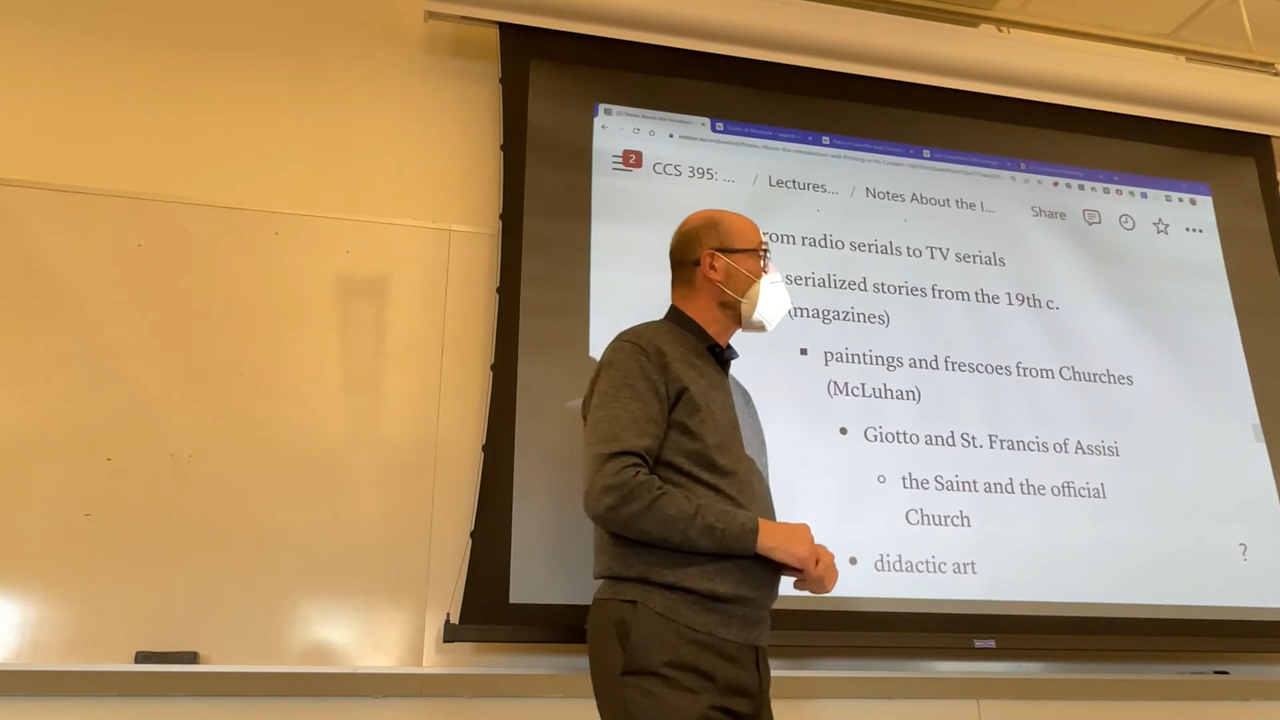 2
CCS 395: ... / Lectures... / Notes About the I... Share
rom radio serials to TV serials
serialized stories from the 19th c.
(magazines)
paintings and frescoes from Churches
(McLuhan)
Giotto and St. Francis of Assisi
the Saint and the official
Church
didactic art
?